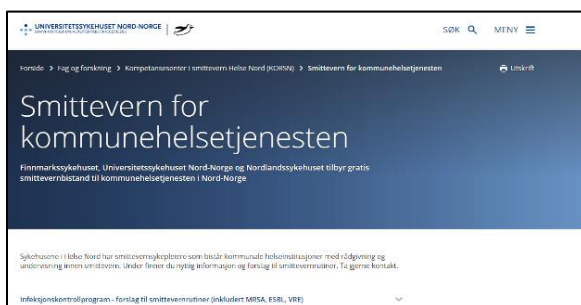 UNIVERSITETSSYKEHUSET NORD-NORGE
SØK MENY
Forside > Fag og forskning > Kompetansesenter i smittevern Helse Nord (KORSN) > Smittevern for kommunehelsetjenesten Utskrift
Smittevern for
kommunehelsetjenesten
Finnmarkssykehuset, Universitetssykehuset Nord-Norge og Nordlandssykehuset tilbyr gratis
smittevernbistand til kommunehelsetjenesten i Nord-Norge
Sykehusene i Helse Nord har smittevernsykepleiere som bistår kommunale helseinstitusjoner med rådgivning og
undervisning innen smittevern. Under finner du nyttig informasjon og forslag til smittevernrutiner. Ta gjerne kontakt.
Infeksjonskontrollprogram - forslag til smittevernrutiner (inkludert MRSA, ESBL, VRE)